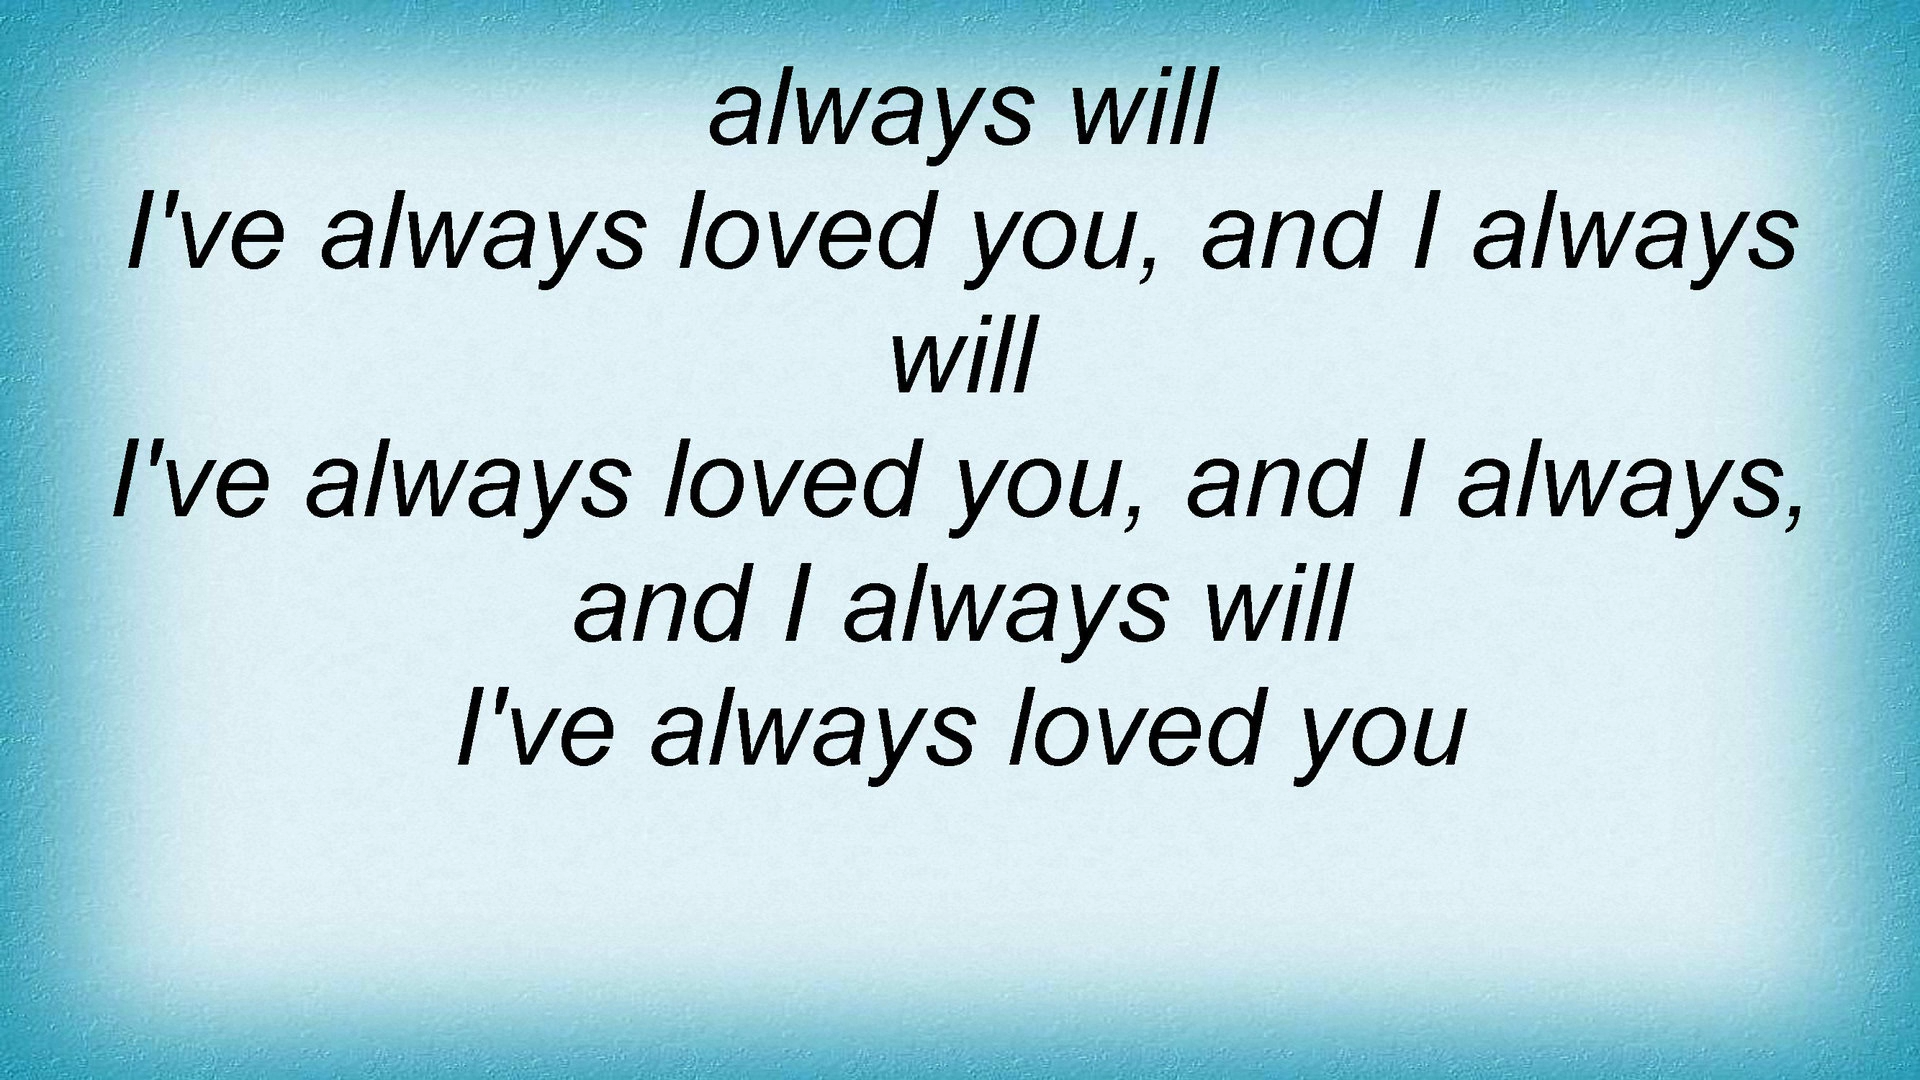 always will
I've always loved you, and I always
will
I've always loved you, and I always,
and I always will
I've always loved you